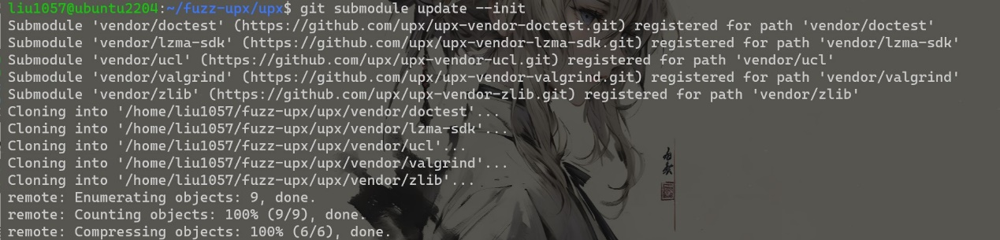 liu1057@ubuntu2204:~/fuzz-upx/upx$ git submodule update --init
Submodule 'vendor/doctest' (https://github.com/upx/upx-vendor-doctest.git) registered for path 'vendor/doctest'
Submodule 'vendor/lzma-sdk' (https://github.com/upx/upx-vendor-lzma-sdk.git) registered for path 'vendor/lzma-sdk'
Submodule 'vendor/ucl' (https://github.com/upx/upx-vendor-ucl.git) registered for path 'vendor/ucl'
Submodule 'vendor/valgrind' (https://github.com/upx/upx-vendor-valgrind.git) registered for path 'vendor/valgrind'
Submodule 'vendor/zlib' (https://github.com/upx/upx-vendor-zlib.git) registered for path 'vendor/zlib'
Cloning into '/home/liu1057/fuzz-upx/upx/vendor/doctest'...
Cloning into '/home/liu1057/fuzz-upx/upx/vendor/lzma-sdk'...
Cloning into '/home/liu1057/fuzz-upx/upx/vendor/ucl'...
Cloning into '/home/liu1057/fuzz-upx/upx/vendor/valgrind'...
Cloning into '/home/liu1057/fuzz-upx/upx/vendor/zlib'...
remote: Enumerating objects: 9, done.
remote: Counting objects: 100% (9/9), done.
remote: Compressing objects: 100% (6/6), done.